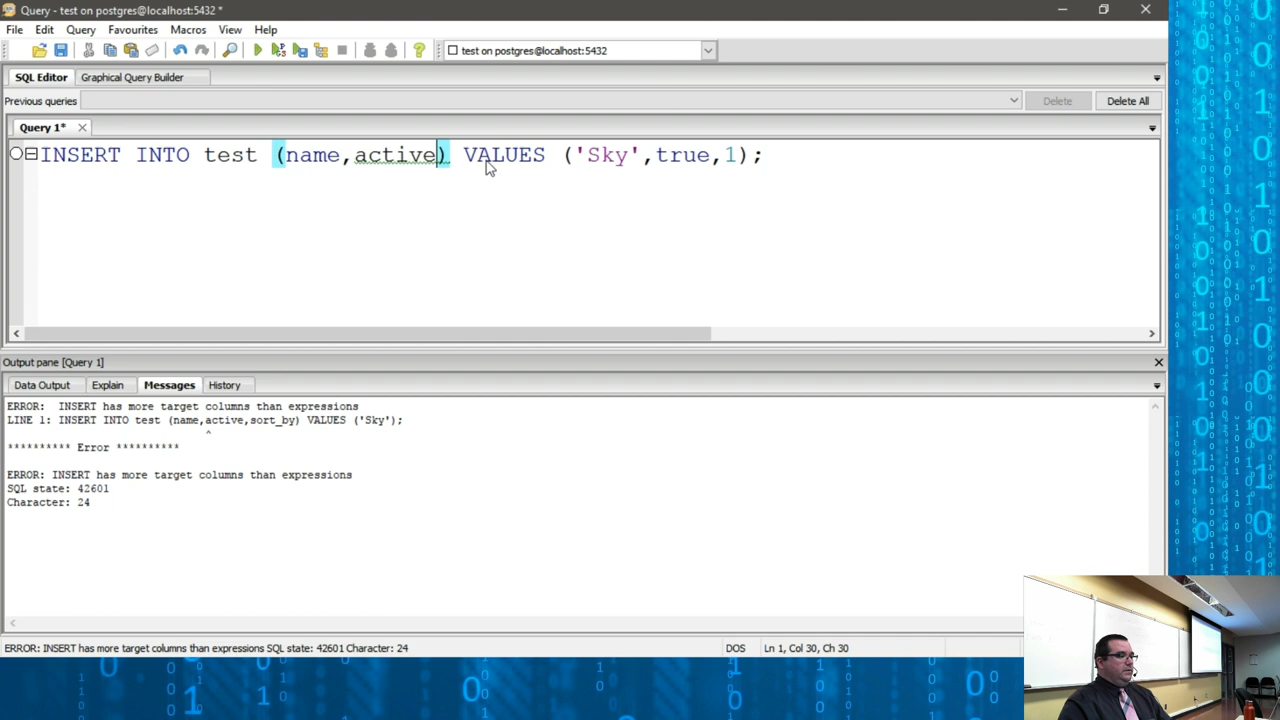 Query - test on postgres@localhost:5432 *
File Edit Query Favourites Macros View Help
test on postgres@localhost:5432
SQL Editor Graphical Query Builder
Previous queries Delete Delete All
Query 1*
INSERT INTO test (name,active) VALUES ('Sky',true,1);
Output pane [Query 1]
Data Output Explain Messages History
ERROR: INSERT has more target columns than expressions
LINE 1: INSERT INTO test (name,active,sort_by) VALUES ('Sky');
^
********** Error **********
ERROR: INSERT has more target columns than expressions
SQL state: 42601
Character: 24
ERROR: INSERT has more target columns than expressions SQL state: 42601 Character: 24 DOS Ln 1, Col 30, Ch 30